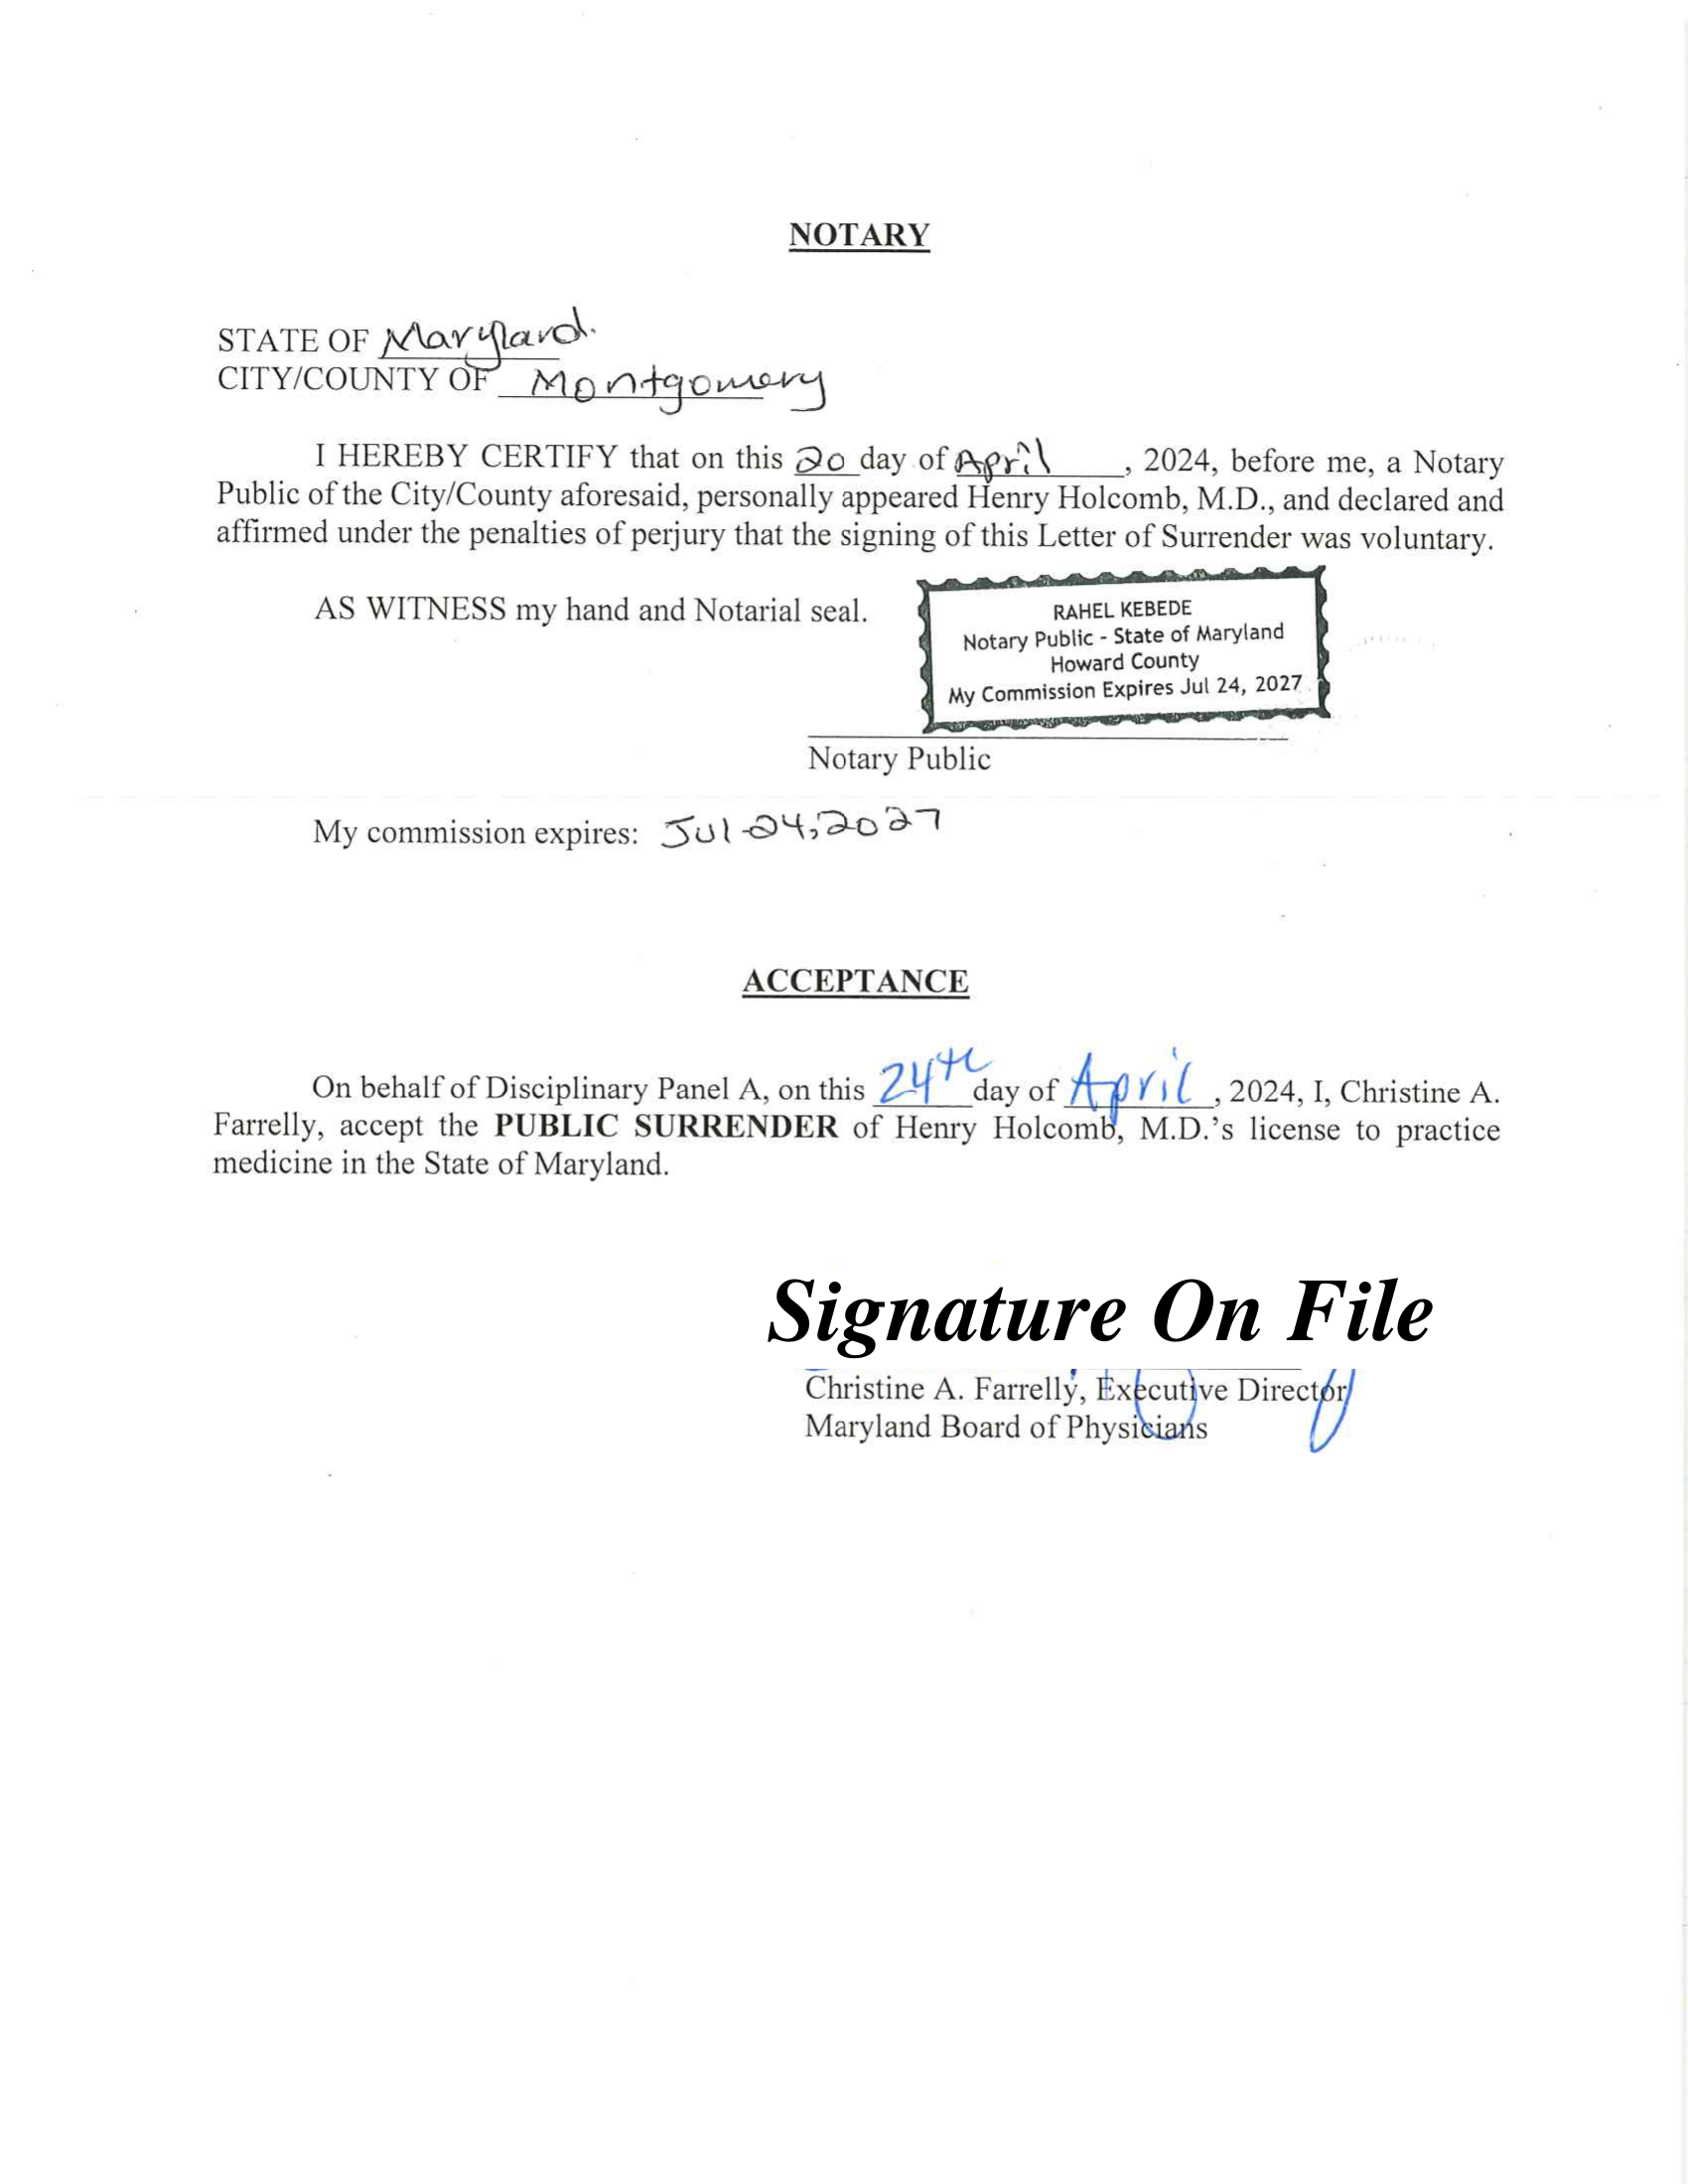 NOTARY
STATE OF Maryland.
CITY/COUNTY OF Montgomery
I HEREBY CERTIFY that on this 20 day of April, 2024, before me, a Notary
Public of the City/County aforesaid, personally appeared Henry Holcomb, M.D., and declared and
affirmed under the penalties of perjury that the signing of this Letter of Surrender was voluntary.
AS WITNESS my hand and Notarial seal.
RAHEL KEBEDE
Notary Public - State of Maryland
Howard County
My Commission Expires Jul 24, 2027
Notary Public
My commission expires: Jul-24,2027
ACCEPTANCE
On behalf of Disciplinary Panel A, on this 24th day of April, 2024, I, Christine A.
Farrelly, accept the PUBLIC SURRENDER of Henry Holcomb, M.D.'s license to practice
medicine in the State of Maryland.
Signature On File
Christine A. Farrelly, Executive Director
Maryland Board of Physicians